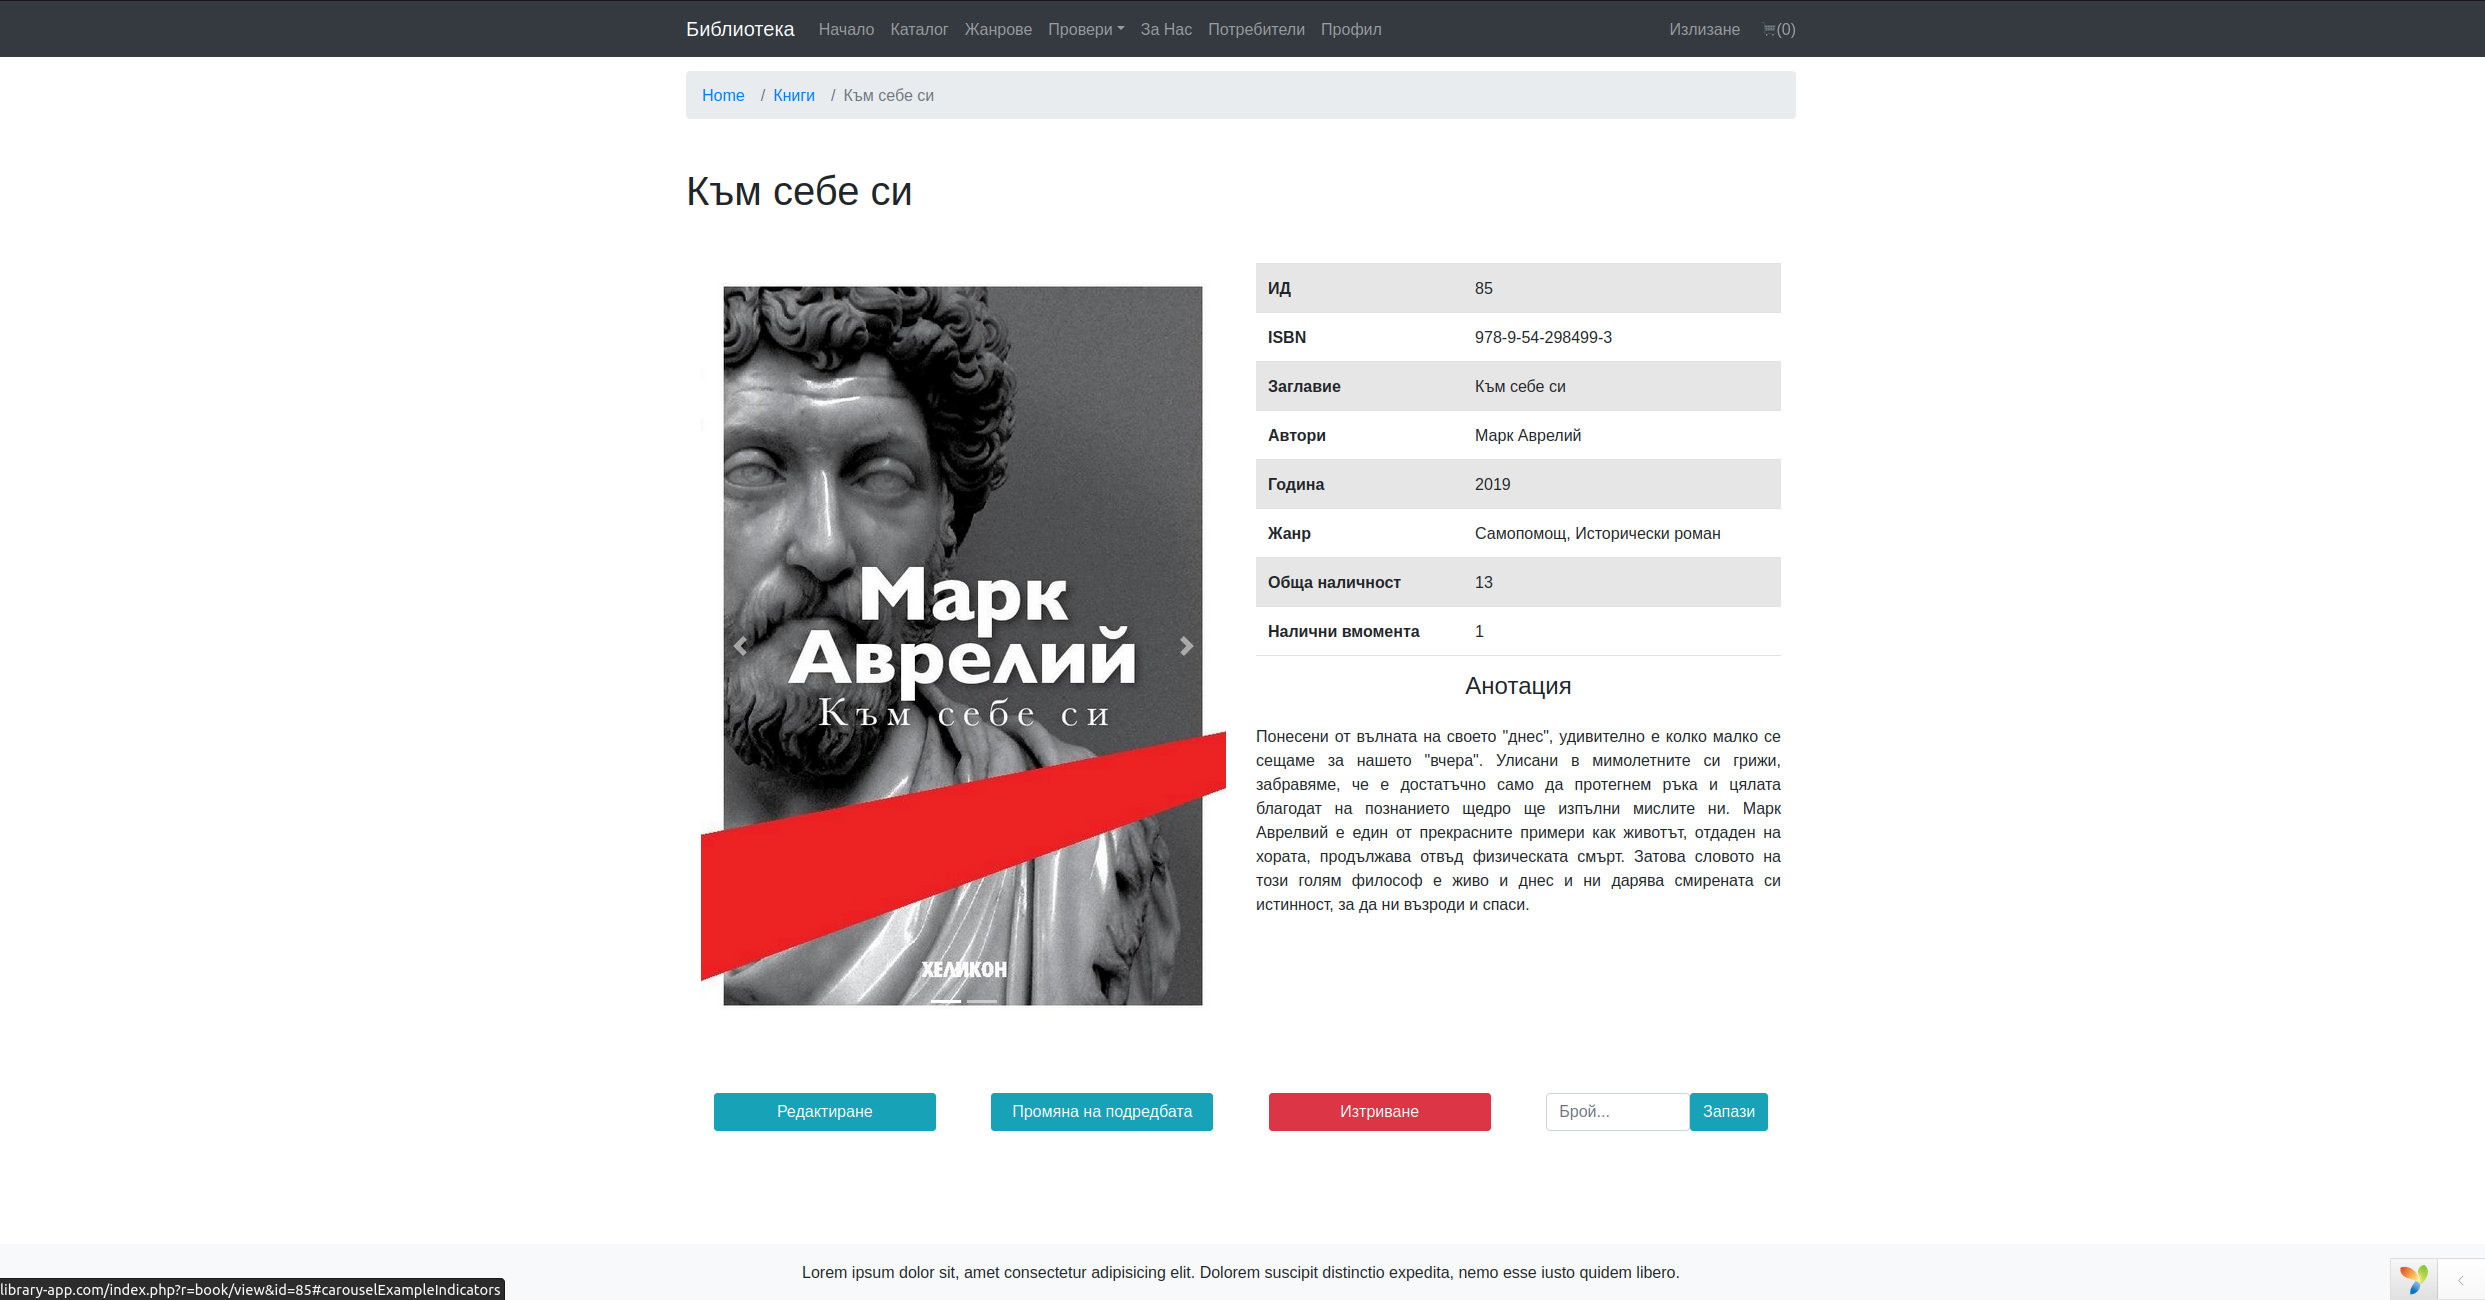 Библиотека Начало Каталог Жанрове Провери За Нас Потребители Профил Излизане (0)
Home / Книги / Към себе си
Към себе си
ИД 85
ISBN 978-9-54-298499-3
Заглавие Към себе си
Автори Марк Аврелий
Година 2019
Жанр Самопомощ, Исторически роман
Обща наличност 13
Налични вмомента 1
Марк
Аврелий
Към себе си
ХЕЛИКОН
Анотация
Понесени от вълната на своето "днес", удивително е колко малко се
сещаме за нашето "вчера". Улисани в мимолетните си грижи,
забравяме, че е достатъчно само да протегнем ръка и цялата
благодат на познанието щедро ще изпълни мислите ни. Марк
Аврелвий е един от прекрасните примери как животът, отдаден на
хората, продължава отвъд физическата смърт. Затова словото на
този голям философ е живо и днес и ни дарява смирената си
истинност, за да ни възроди и спаси.
Редактиране Промяна на подредбата Изтриване Брой... Запази
Lorem ipsum dolor sit, amet consectetur adipisicing elit. Dolorem suscipit distinctio expedita, nemo esse iusto quidem libero.
library-app.com/index.php?r=book/view&id=85#carouselExampleIndicators